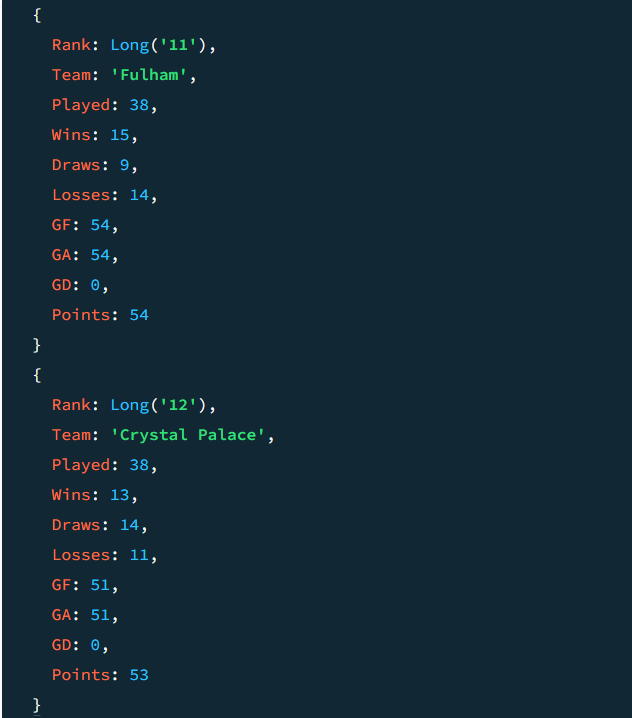 {
Rank: Long('11'),
Team: 'Fulham',
Played: 38,
Wins: 15,
Draws: 9,
Losses: 14,
GF: 54,
GA: 54,
GD: 0,
Points: 54
}
{
Rank: Long('12'),
Team: 'Crystal Palace',
Played: 38,
Wins: 13,
Draws: 14,
Losses: 11,
GF: 51,
GA: 51,
GD: 0,
Points: 53
}